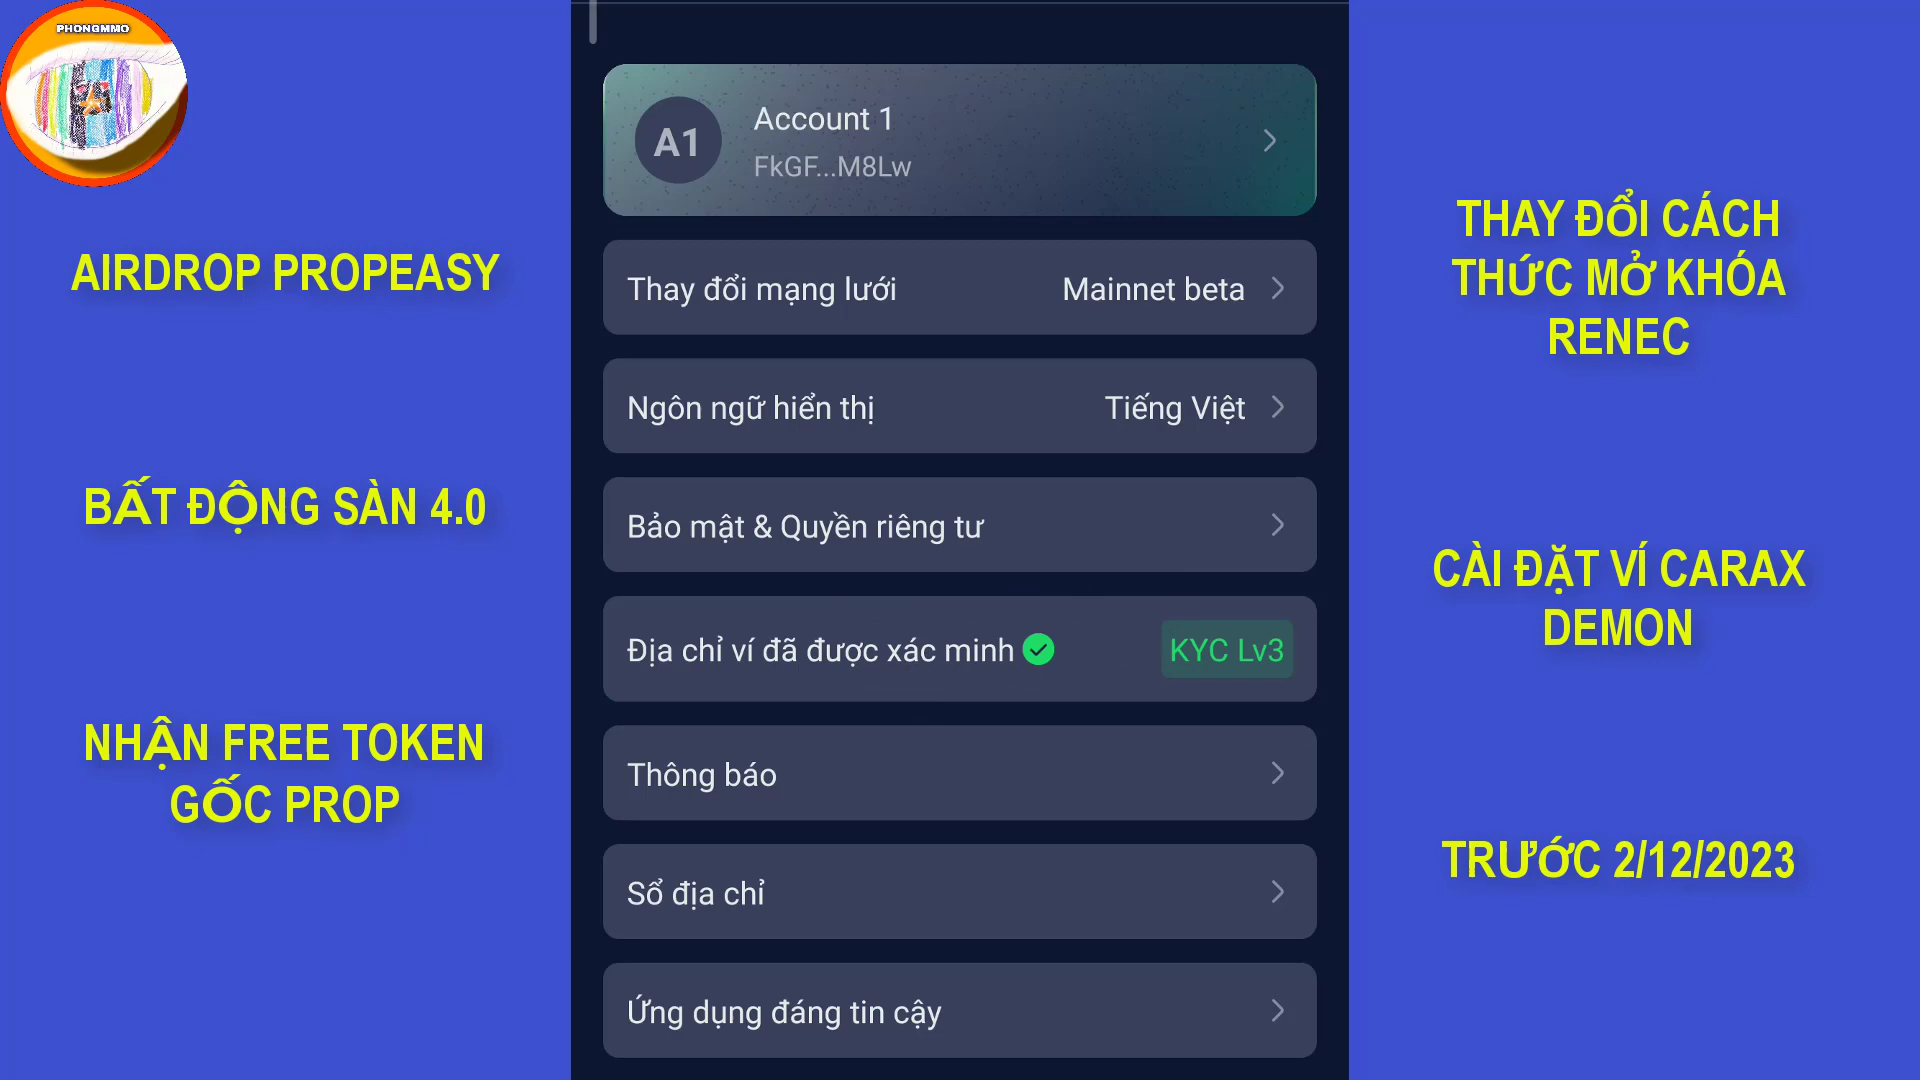 PHONGMMO
AIRDROP PROPEASY
BẤT ĐỘNG SÀN 4.0
NHẬN FREE TOKEN
GỐC PROP
A1
Account 1
FkGF...M8Lw
Thay đổi mạng lưới Mainnet beta
Ngôn ngữ hiển thị Tiếng Việt
Bảo mật & Quyền riêng tư
Địa chỉ ví đã được xác minh KYC Lv3
Thông báo
Sổ địa chỉ
Ứng dụng đáng tin cậy
THAY ĐỔI CÁCH
THỨC MỞ KHÓA
RENEC
CÀI ĐẶT VÍ CARAX
DEMON
TRƯỚC 2/12/2023